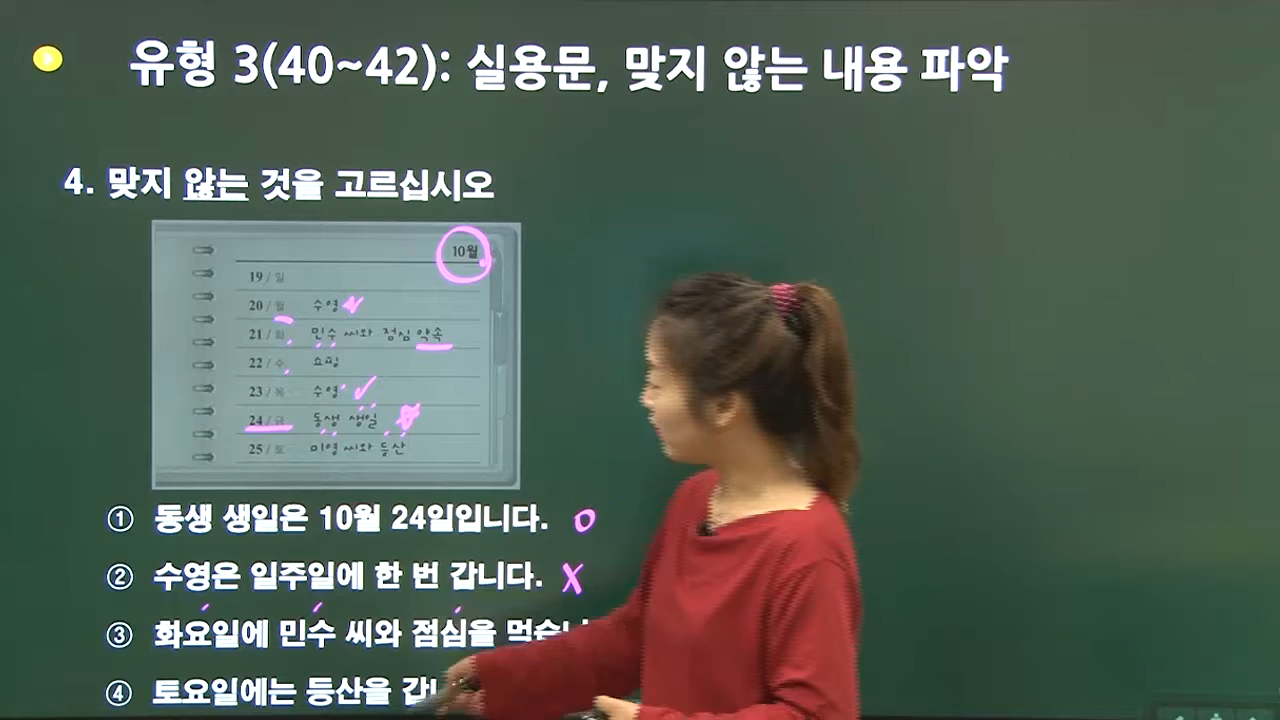 유형 3(40~42): 실용문, 맞지 않는 내용 파악
4. 맞지 않는 것을 고르십시오
10월
19 / 일
20 / 월 수영
21 / 화 민수 씨와 점심 약속
22 / 수 쇼핑
23 / 목 수영
24 / 금 동생 생일
25 / 토 미영 씨와 등산
① 동생 생일은 10월 24일입니다. O
② 수영은 일주일에 한 번 갑니다. X
③ 화요일에 민수 씨와 점심을
④ 토요일에는 등산을